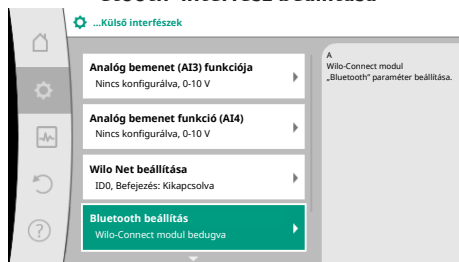 ...Külső interfészek
Analóg bemenet (AI3) funkciója
Nincs konfigurálva, 0-10 V
Analóg bemenet funkció (AI4)
Nincs konfigurálva, 0-10 V
Wilo Net beállítása
ID0, Befejezés: Kikapcsolva
Bluetooth beállítás
Wilo-Connect modul bedugva
A
Wilo-Connect modul
„Bluetooth” paraméter beállítása.